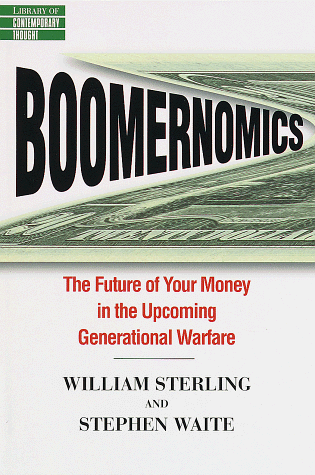 LIBRARY OF
CONTEMPORARY
THOUGHT
BOOMERNOMICS
The Future of Your Money
in the Upcoming
Generational Warfare
WILLIAM STERLING
AND
STEPHEN WAITE